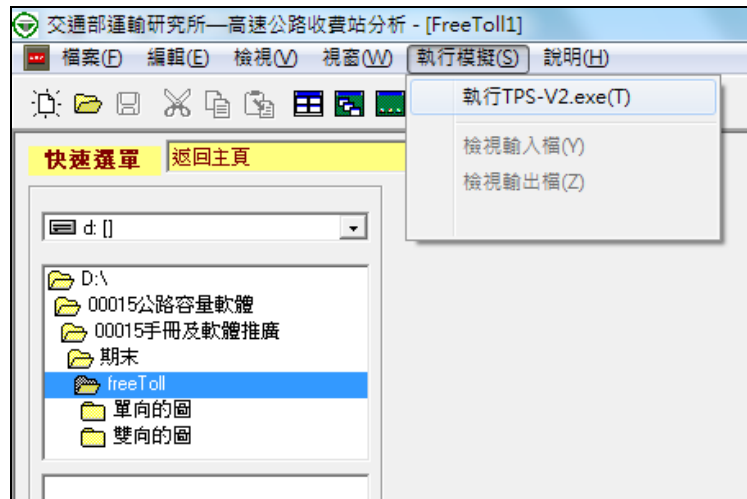 交通部運輸研究所—高速公路收費站分析 - [FreeToll1]
檔案(F) 編輯(E) 檢視(V) 視窗(W) 執行模擬(S) 說明(H)
執行TPS-V2.exe(T)
檢視輸入檔(Y)
檢視輸出檔(Z)
快速選單 返回主頁
d: []
D:\
00015公路容量軟體
00015手冊及軟體推廣
期末
freeToll
單向的圖
雙向的圖